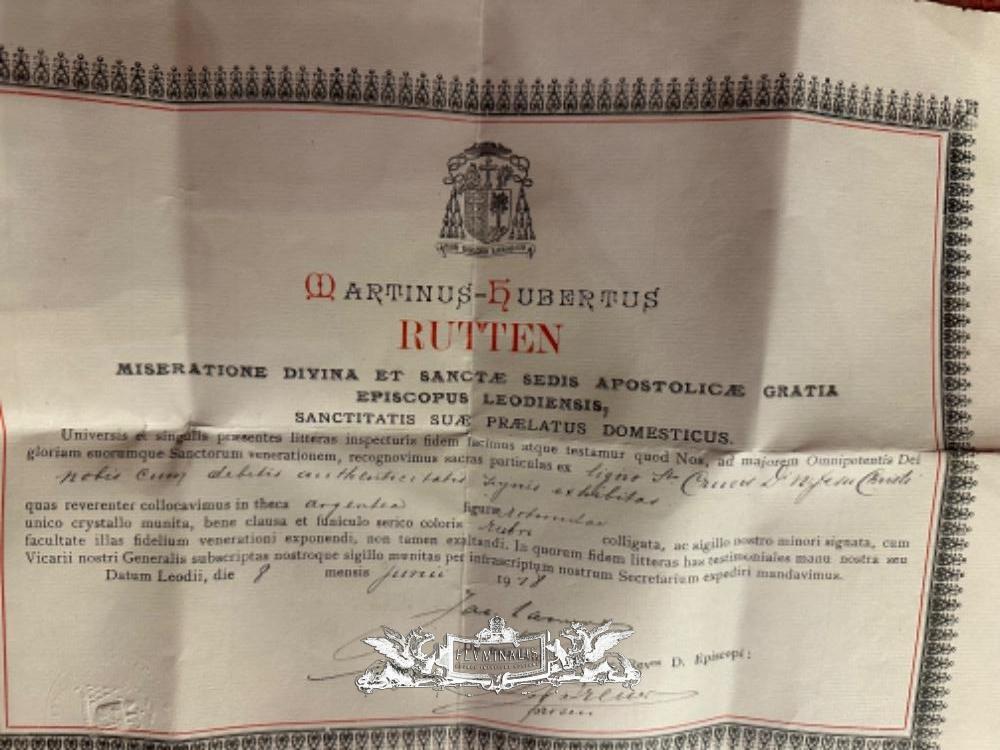 MARTINUS-HUBERTUS
RUTTEN
MISERATIONE DIVINA ET SANCTÆ SEDIS APOSTOLICÆ GRATIA
EPISCOPUS LEODIENSIS,
SANCTITATIS SUÆ PRÆLATUS DOMESTICUS.
Universis et singulis præsentes litteras inspecturis fidem facimus atque testamur quod Nos, ad majorem Omnipotentis Dei
gloriam suorumque Sanctorum venerationem, recognovimus sacras particulas ex Ligno Stæ Crucis D. N. Jesu Christi
nobis cum debitis authenticitatis signis exhibitas
quas reverenter collocavimus in theca argentea figuræ rotundae
unico crystallo munita, bene clausa et funiculo serico coloris rubri colligata, ac sigillo nostro minori signata, cum
facultate illas fidelium venerationi exponendi, non tamen exaltandi. In quorum fidem litteras has testimoniales manu nostra seu
Vicarii nostri Generalis subscriptas nostroque sigillo munitas per infrascriptum nostrum Secretarium expediri mandavimus.
Datum Leodii, die 8 mensis Junii 19
D. Episcopi:
FLVMINALIS